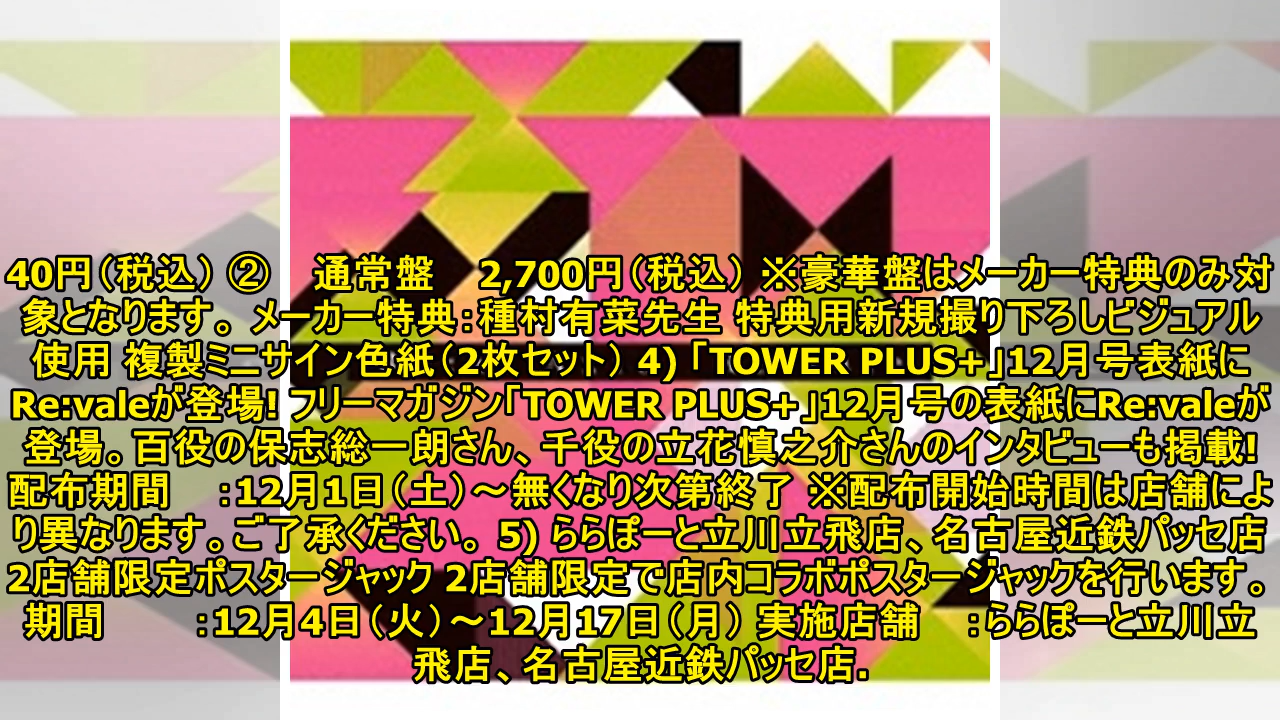 40円（税込） ②　通常盤　2,700円（税込） ※豪華盤はメーカー特典のみ対
象となります。 メーカー特典：種村有菜先生 特典用新規撮り下ろしビジュアル
使用 複製ミニサイン色紙（2枚セット） 4) 「TOWER PLUS+」12月号表紙に
Re:valeが登場! フリーマガジン「TOWER PLUS+」12月号の表紙にRe:valeが
登場。百役の保志総一朗さん、千役の立花慎之介さんのインタビューも掲載!
配布期間　：12月1日（土）～無くなり次第終了 ※配布開始時間は店舗によ
り異なります。ご了承ください。 5) ららぽーと立川立飛店、名古屋近鉄パッセ店
2店舗限定ポスタージャック 2店舗限定で店内コラボポスタージャックを行います。
期間　　：12月4日（火）～12月17日（月） 実施店舗　：ららぽーと立川立
飛店、名古屋近鉄パッセ店.